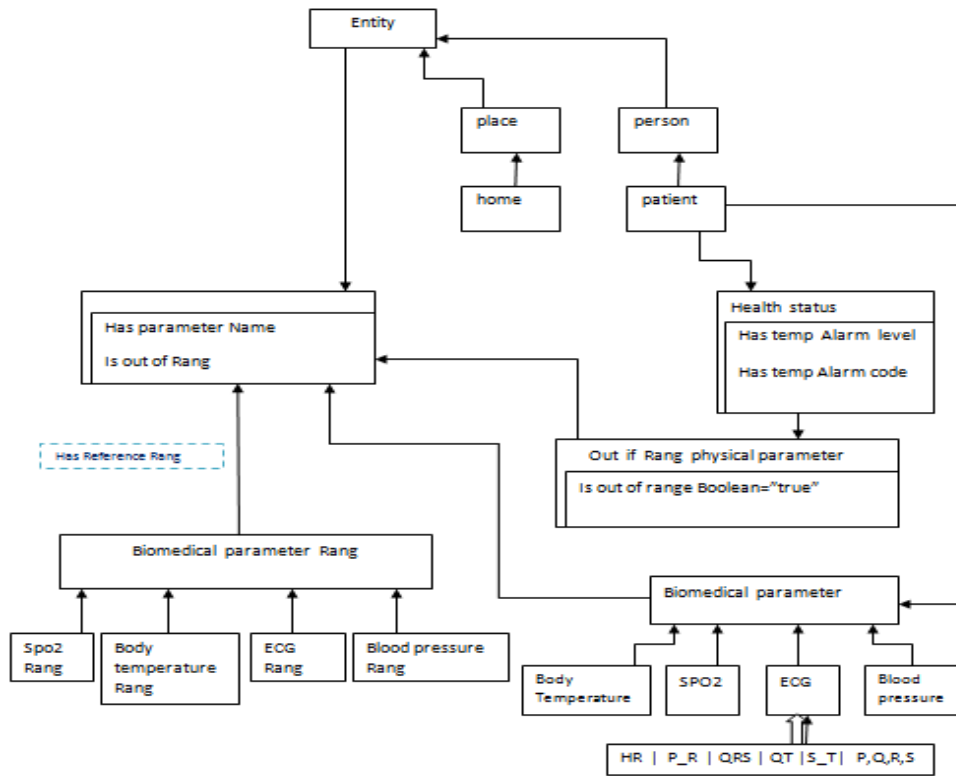 Entity
place
person
home
patient
Has parameter Name
Is out of Rang
Health status
Has temp Alarm level
Has temp Alarm code
Has Reference Rang
Out if Rang physical parameter
Is out of range Boolean=”true”
Biomedical parameter Rang
Biomedical parameter
Spo2
Rang
Body
temperature
Rang
ECG
Rang
Blood pressure
Rang
Body
Temperature
SPO2
ECG
Blood
pressure
HR | P_R | QRS | QT |S_T| P,Q,R,S